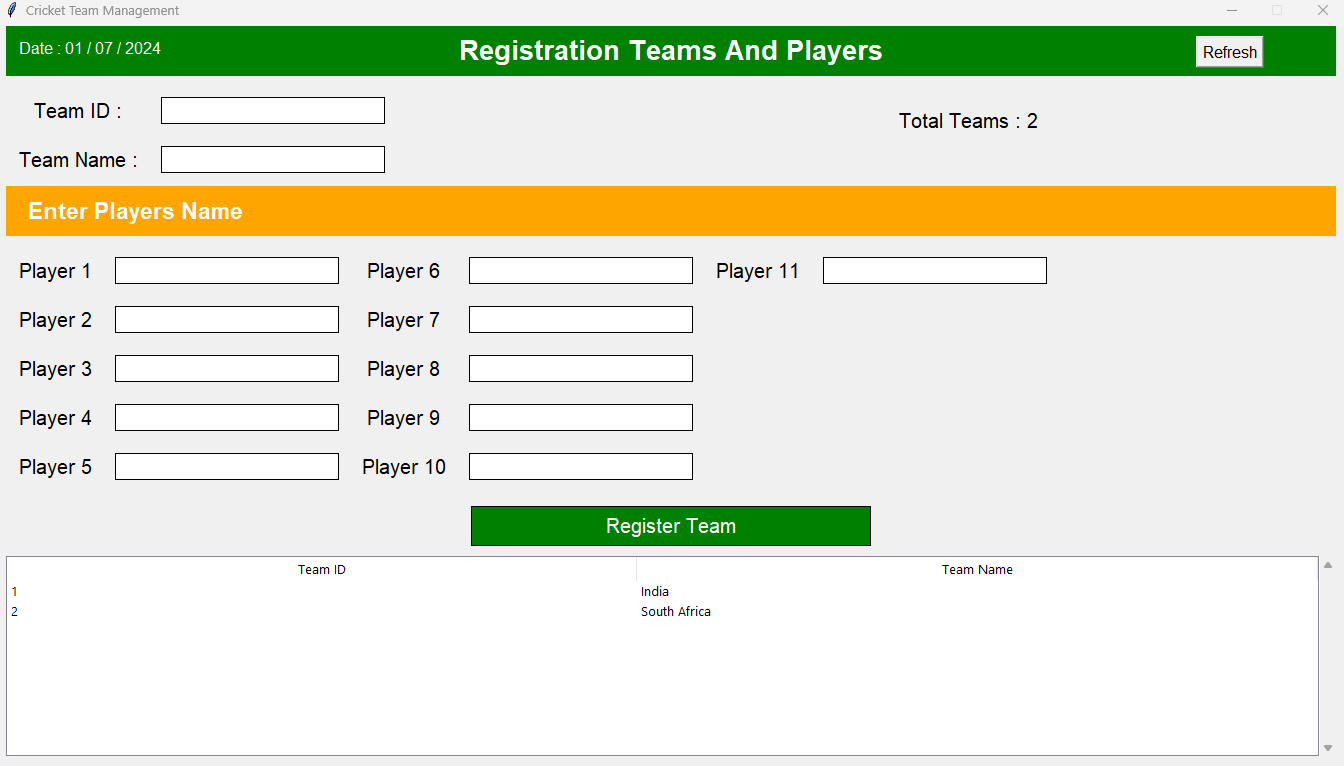 Cricket Team Management
Date : 01 / 07 / 2024 Registration Teams And Players Refresh
Team ID :
Total Teams : 2
Team Name :
Enter Players Name
Player 1 Player 6 Player 11
Player 2 Player 7
Player 3 Player 8
Player 4 Player 9
Player 5 Player 10
Register Team
Team ID Team Name
1 India
2 South Africa